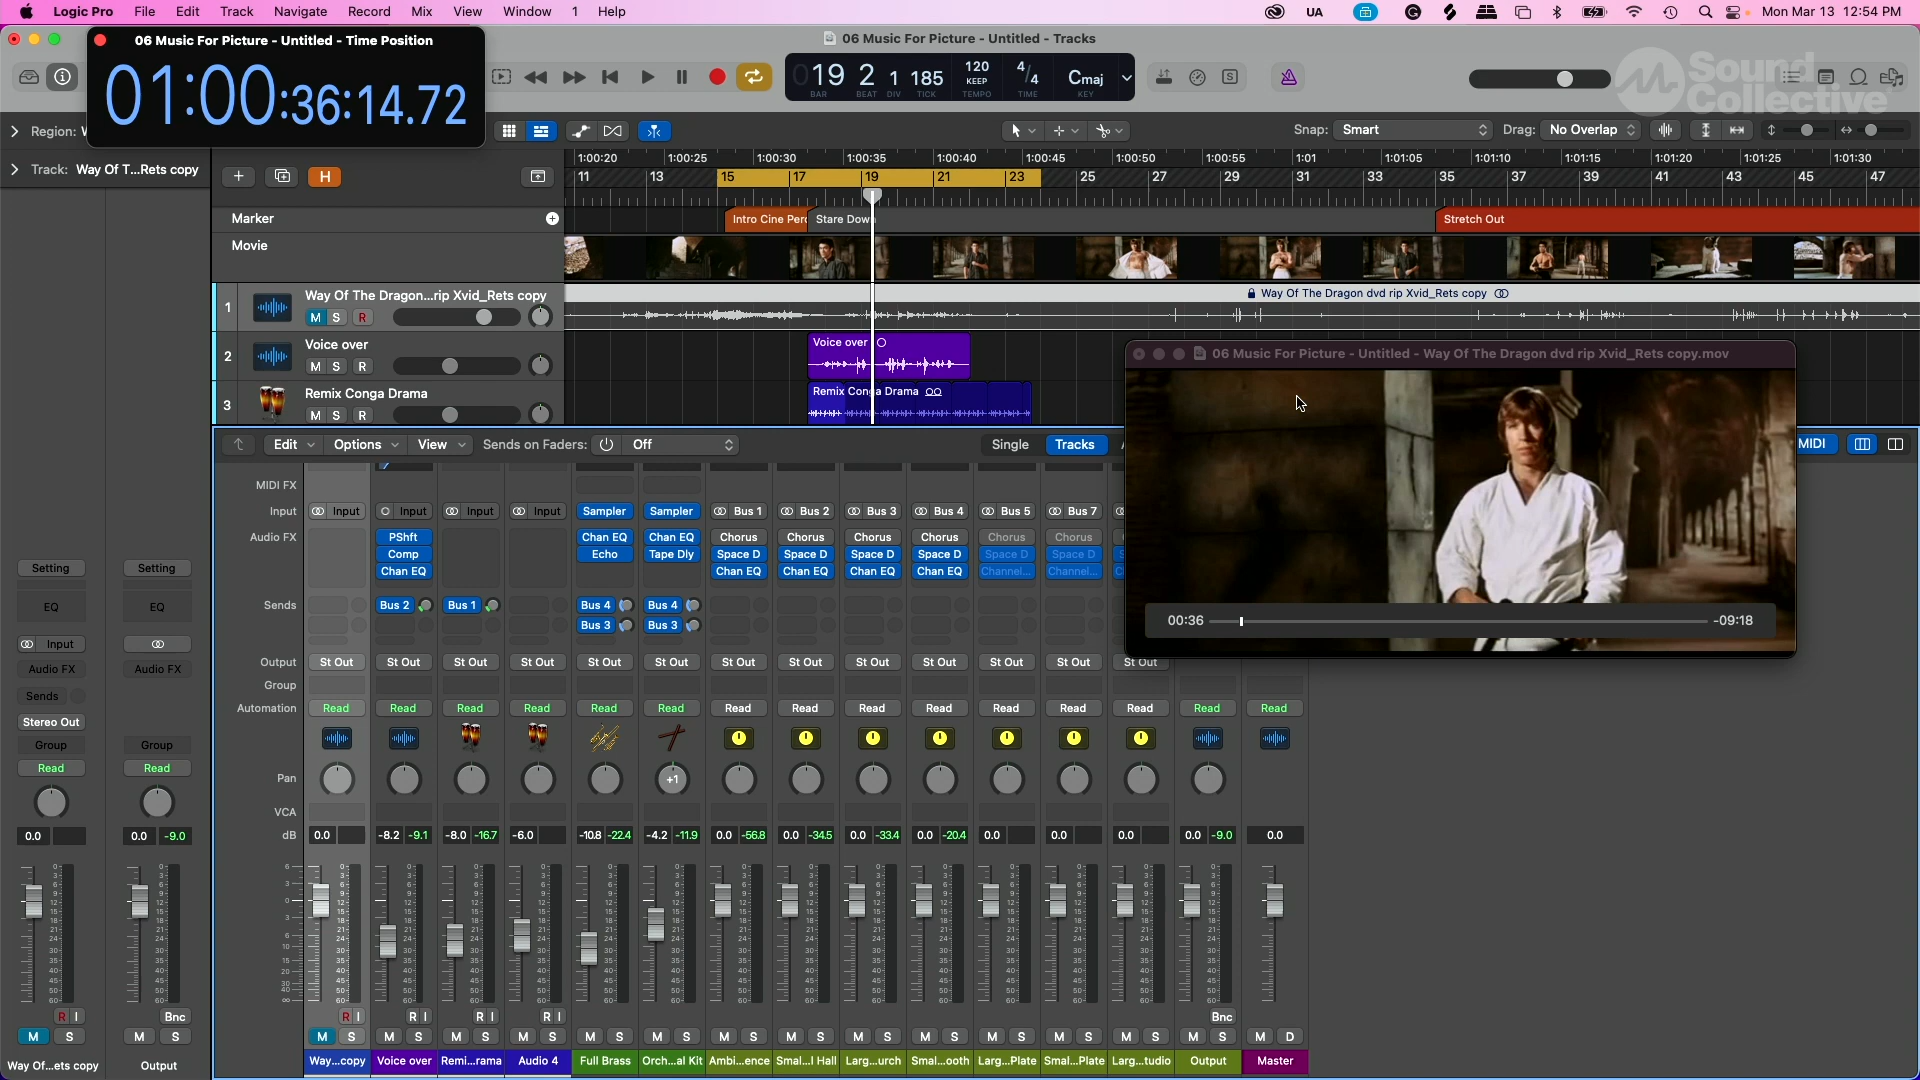 Logic Pro File Edit Track Navigate Record Mix View Window 1 Help UA Mon Mar 13 12:54 PM
06 Music For Picture - Untitled - Time Position
01:00:36:14.72
06 Music For Picture - Untitled - Tracks
019 2 1 185 120 KEEP 4/4 Cmaj
BAR BEAT DIV TICK TEMPO TIME KEY
S
Sound Collective
Region: Snap: Smart Drag: No Overlap
Track: Way Of T...Rets copy
H
1:00:20 1:00:25 1:00:30 1:00:35 1:00:40 1:00:45 1:00:50 1:00:55 1:01 1:01:05 1:01:10 1:01:15 1:01:20 1:01:25 1:01:30
11 13 15 17 19 21 23 25 27 29 31 33 35 37 39 41 43 45 47
Marker Intro Cine Perc Stare Down Stretch Out
Movie
1 Way Of The Dragon...rip Xvid_Rets copy
M S R
Way Of The Dragon dvd rip Xvid_Rets copy
2 Voice over
M S R
Voice over
3 Remix Conga Drama
M S R
Remix Conga Drama
06 Music For Picture - Untitled - Way Of The Dragon dvd rip Xvid_Rets copy.mov
00:36 -09:18
Edit Options View Sends on Faders: Off Single Tracks MIDI
MIDI FX
Input Input Input Input Input Sampler Sampler Bus 1 Bus 2 Bus 3 Bus 4 Bus 5 Bus 7
Audio FX PShft Chan EQ Chan EQ Chorus Chorus Chorus Chorus Chorus Chorus
Comp Echo Tape Dly Space D Space D Space D Space D Space D Space D
Chan EQ Chan EQ Chan EQ Chan EQ Chan EQ Channel... Channel...
Sends Bus 2 Bus 1 Bus 4 Bus 4
Bus 3 Bus 3
Output St Out St Out St Out St Out St Out St Out St Out St Out St Out St Out St Out St Out St Out
Group
Automation Read Read Read Read Read Read Read Read Read Read Read Read Read Read Read
Pan +1
VCA
dB 0.0 -8.2 -9.1 -8.0 -16.7 -6.0 -10.8 -22.4 -4.2 -11.9 0.0 -56.8 0.0 -34.5 0.0 -33.4 0.0 -20.4 0.0 0.0 0.0 0.0 -9.0 0.0
R I R I R I R I Bnc
M S M S M S M S M S M S M S M S M S M S M S M S M S M S M D
Way...copy Voice over Remi...rama Audio 4 Full Brass Orch...al Kit Ambi...ence Smal...l Hall Larg...urch Smal...ooth Larg...Plate Smal...Plate Larg...tudio Output Master
Setting Setting
EQ EQ
Input
Audio FX Audio FX
Sends
Stereo Out
Group Group
Read Read
0.0 0.0 -9.0
R I Bnc
M S M S
Way Of...ets copy Output